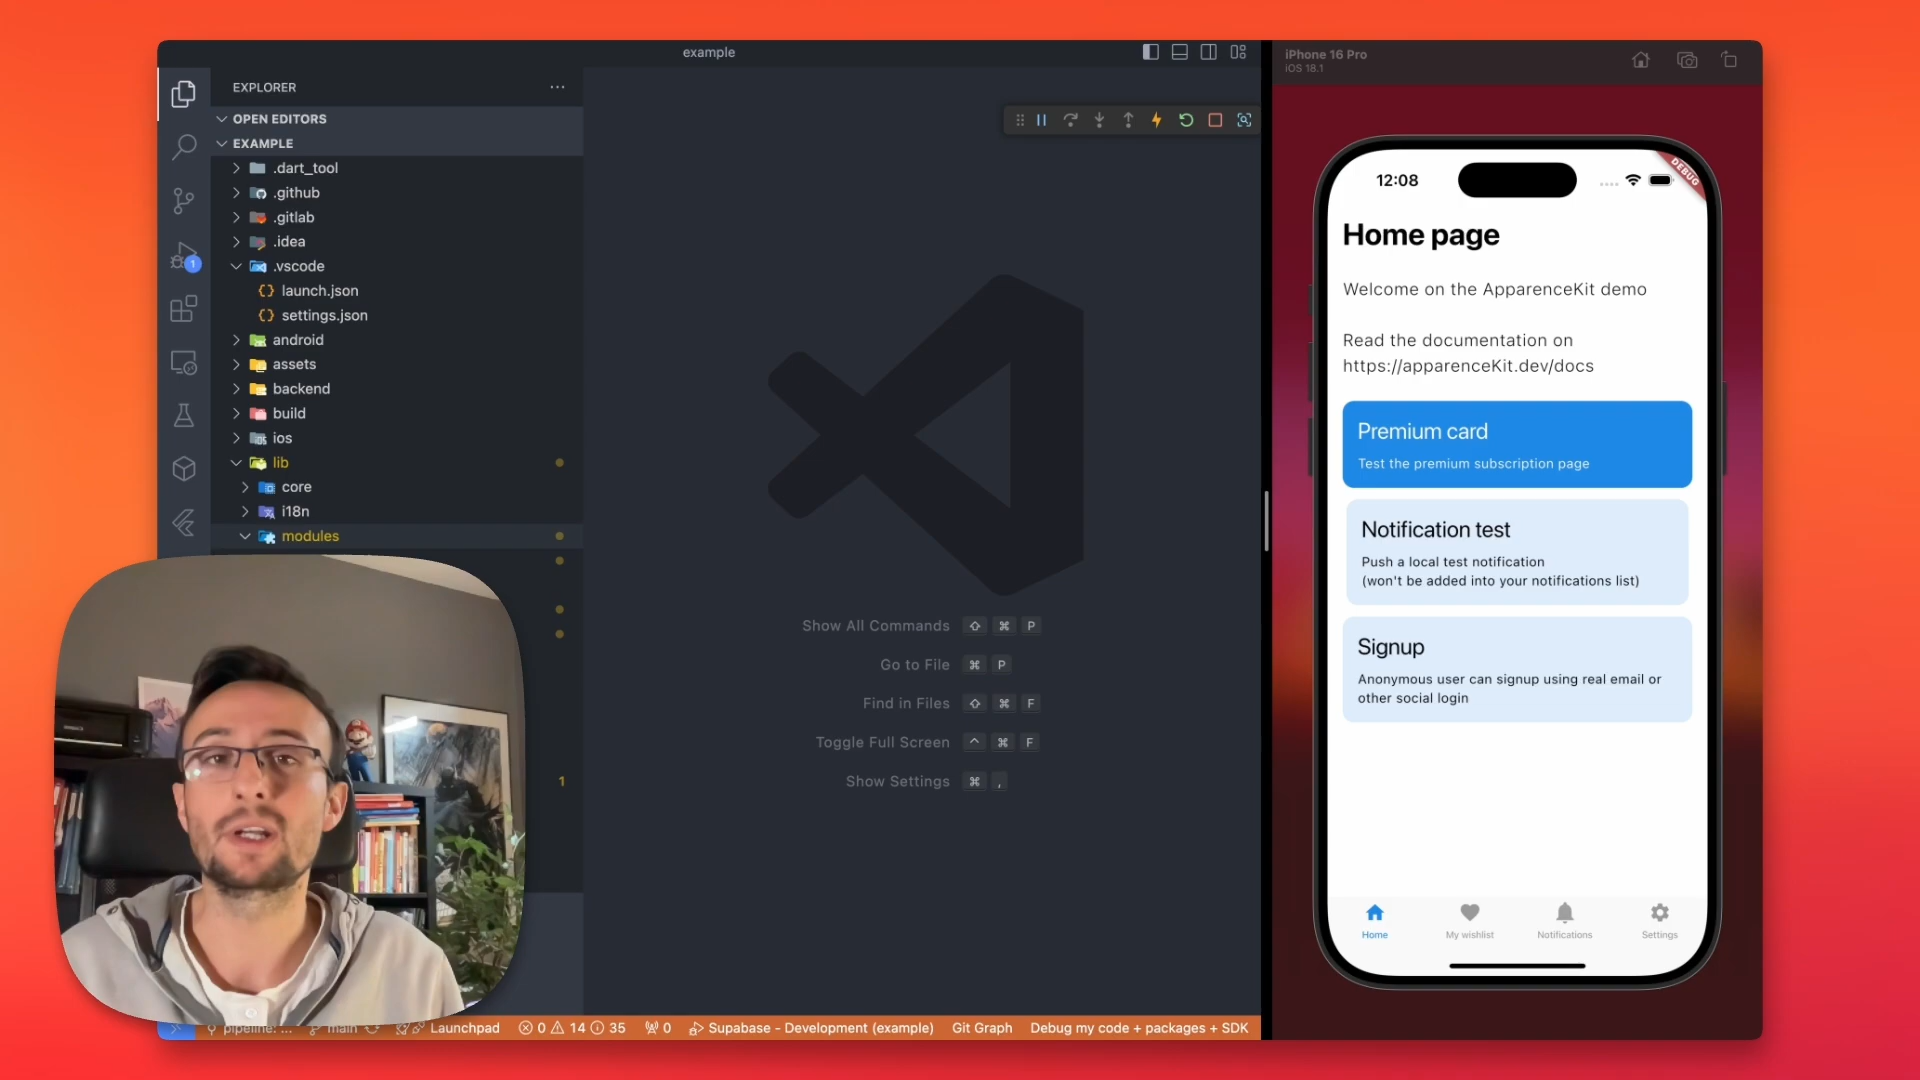 example
EXPLORER
OPEN EDITORS
EXAMPLE
.dart_tool
.github
.gitlab
.idea
.vscode
launch.json
settings.json
android
assets
backend
build
ios
lib
core
i18n
modules
1
1
Show All Commands ⇧ ⌘ P
Go to File ⌘ P
Find in Files ⇧ ⌘ F
Toggle Full Screen ^ ⌘ F
Show Settings ⌘ ,
pipeline: ... main Launchpad 0 14 35 0 Supabase - Development (example) Git Graph Debug my code + packages + SDK
iPhone 16 Pro
iOS 18.1
12:08
DEBUG
Home page
Welcome on the ApparenceKit demo
Read the documentation on
https://apparenceKit.dev/docs
Premium card
Test the premium subscription page
Notification test
Push a local test notification
(won't be added into your notifications list)
Signup
Anonymous user can signup using real email or
other social login
Home
My wishlist
Notifications
Settings